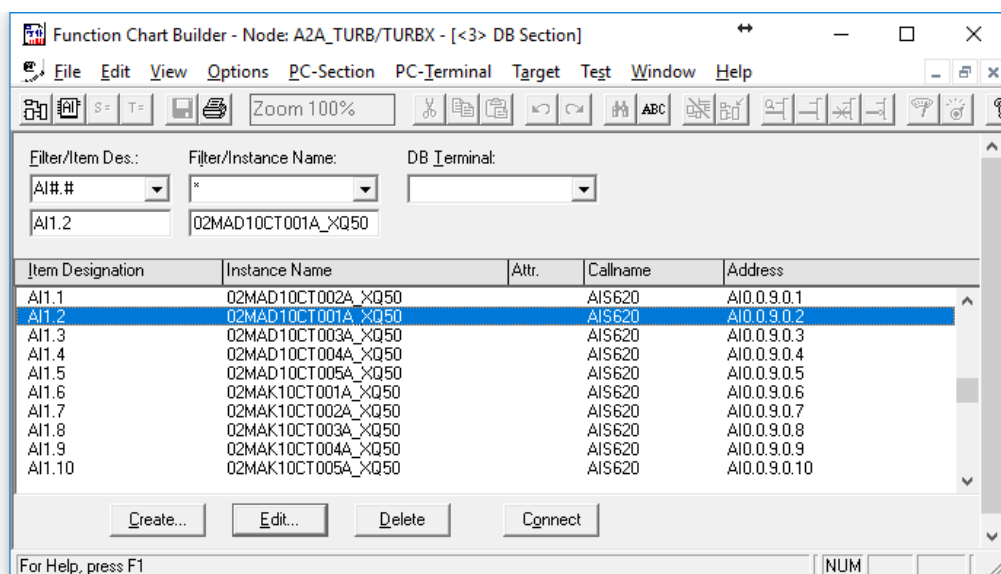 Function Chart Builder - Node: A2A_TURB/TURBX - [<3> DB Section]
File Edit View Options PC-Section PC-Terminal Target Test Window Help
S= T= Zoom 100% ABC
Filter/Item Des.: Filter/Instance Name: DB Terminal:
AI#.# *
AI1.2 02MAD10CT001A_XQ50
Item Designation Instance Name Attr. Callname Address
AI1.1 02MAD10CT002A_XQ50 AIS620 AI0.0.9.0.1
AI1.2 02MAD10CT001A_XQ50 AIS620 AI0.0.9.0.2
AI1.3 02MAD10CT003A_XQ50 AIS620 AI0.0.9.0.3
AI1.4 02MAD10CT004A_XQ50 AIS620 AI0.0.9.0.4
AI1.5 02MAD10CT005A_XQ50 AIS620 AI0.0.9.0.5
AI1.6 02MAK10CT001A_XQ50 AIS620 AI0.0.9.0.6
AI1.7 02MAK10CT002A_XQ50 AIS620 AI0.0.9.0.7
AI1.8 02MAK10CT003A_XQ50 AIS620 AI0.0.9.0.8
AI1.9 02MAK10CT004A_XQ50 AIS620 AI0.0.9.0.9
AI1.10 02MAK10CT005A_XQ50 AIS620 AI0.0.9.0.10
Create... Edit... Delete Connect
For Help, press F1 NUM